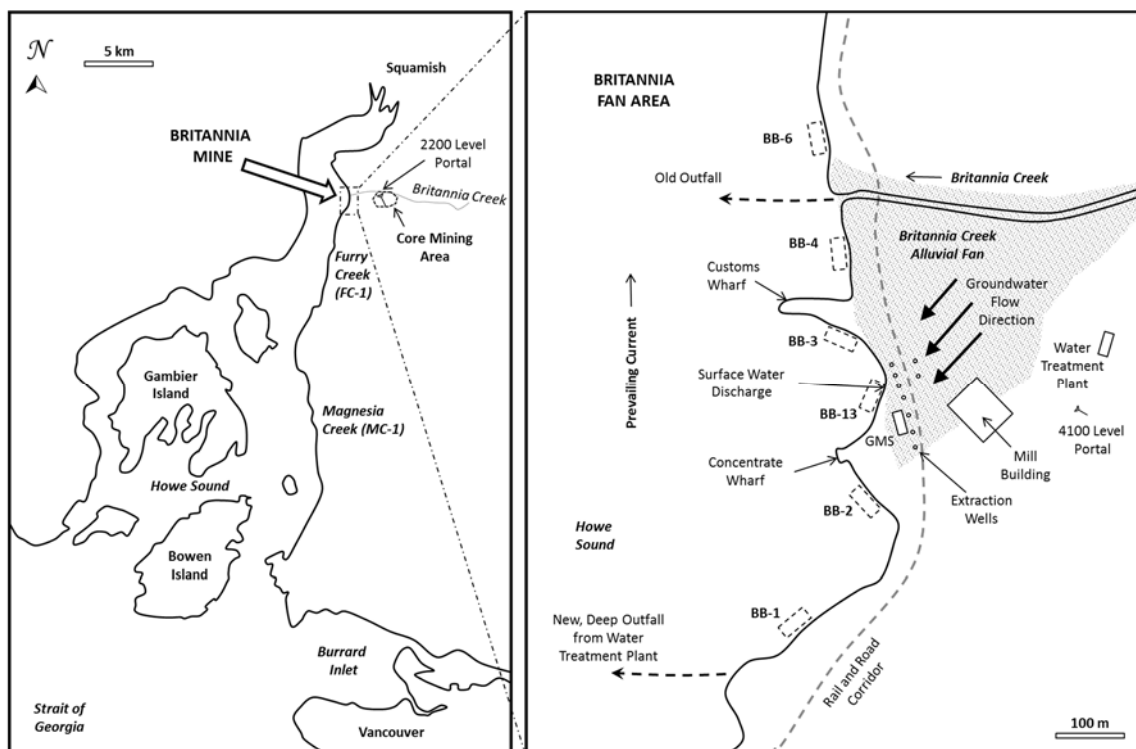 N
5 km
Squamish
BRITANNIA
MINE
2200 Level
Portal
Britannia Creek
Core Mining
Area
Furry
Creek
(FC-1)
Gambier
Island
Magnesia
Creek (MC-1)
Howe Sound
Bowen
Island
Burrard
Inlet
Strait of
Georgia
Vancouver
BRITANNIA
FAN AREA
BB-6
Old Outfall
Britannia Creek
BB-4
Britannia Creek
Alluvial Fan
Customs
Wharf
Groundwater
Flow
Direction
Prevailing Current
BB-3
Water
Treatment
Plant
Surface Water
Discharge
BB-13
GMS
4100 Level
Portal
Mill
Building
Concentrate
Wharf
Extraction
Wells
BB-2
Howe
Sound
BB-1
New, Deep Outfall
from Water
Treatment Plant
Rail and Road
Corridor
100 m